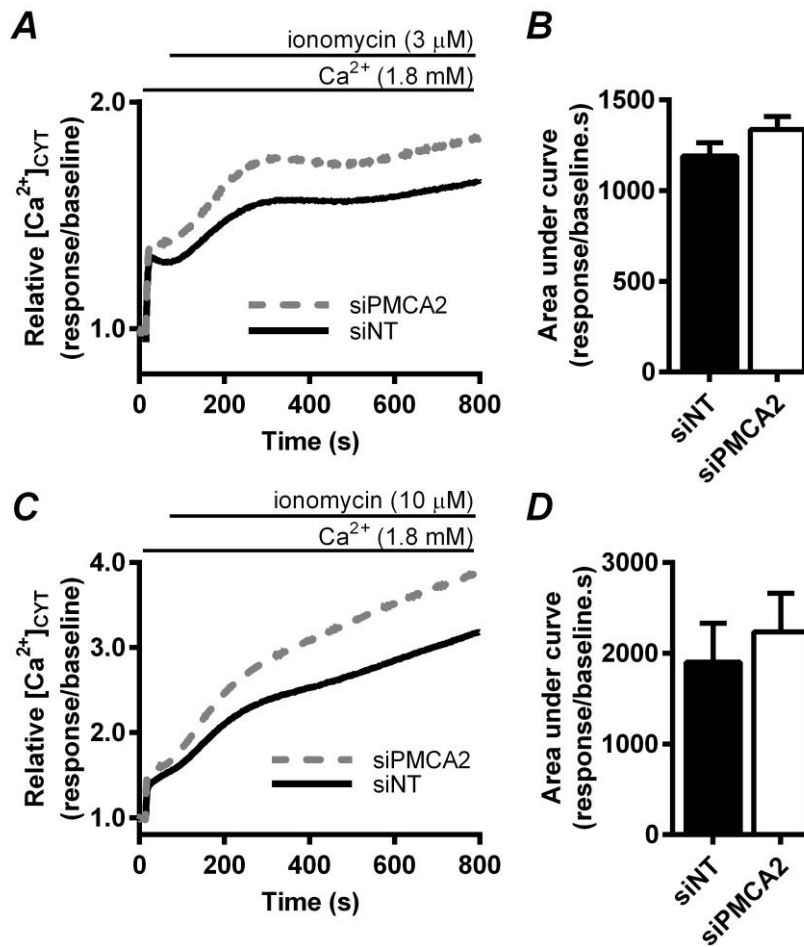 A
ionomycin (3 μM)
Ca²⁺ (1.8 mM)
Relative [Ca²⁺]CYT
(response/baseline)
2.0
1.0
siPMCA2
siNT
0 200 400 600 800
Time (s)
B
Area under curve
(response/baseline.s)
1500
1000
500
0
siNT
siPMCA2
C
ionomycin (10 μM)
Ca²⁺ (1.8 mM)
Relative [Ca²⁺]CYT
(response/baseline)
4.0
3.0
2.0
1.0
siPMCA2
siNT
0 200 400 600 800
Time (s)
D
Area under curve
(response/baseline.s)
3000
2000
1000
0
siNT
siPMCA2